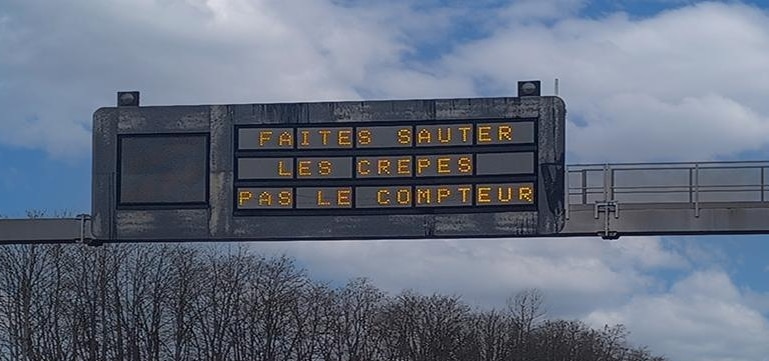 FAITES SAUTER
LES CREPES
PAS LE COMPTEUR